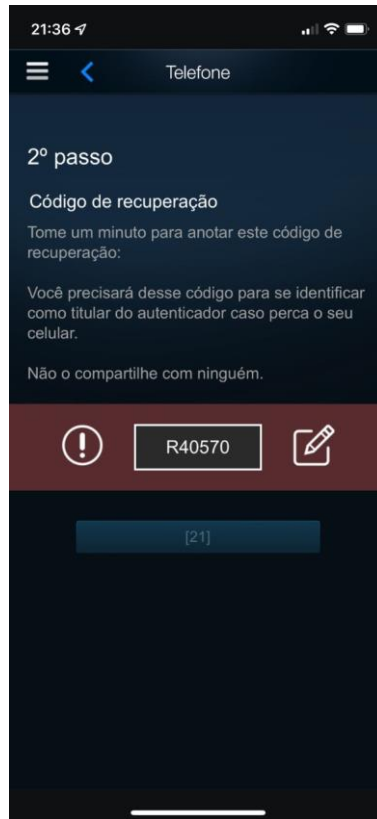 21:36
Telefone
2º passo
Código de recuperação
Tome um minuto para anotar este código de
recuperação:
Você precisará desse código para se identificar
como titular do autenticador caso perca o seu
celular.
Não o compartilhe com ninguém.
R40570
[21]